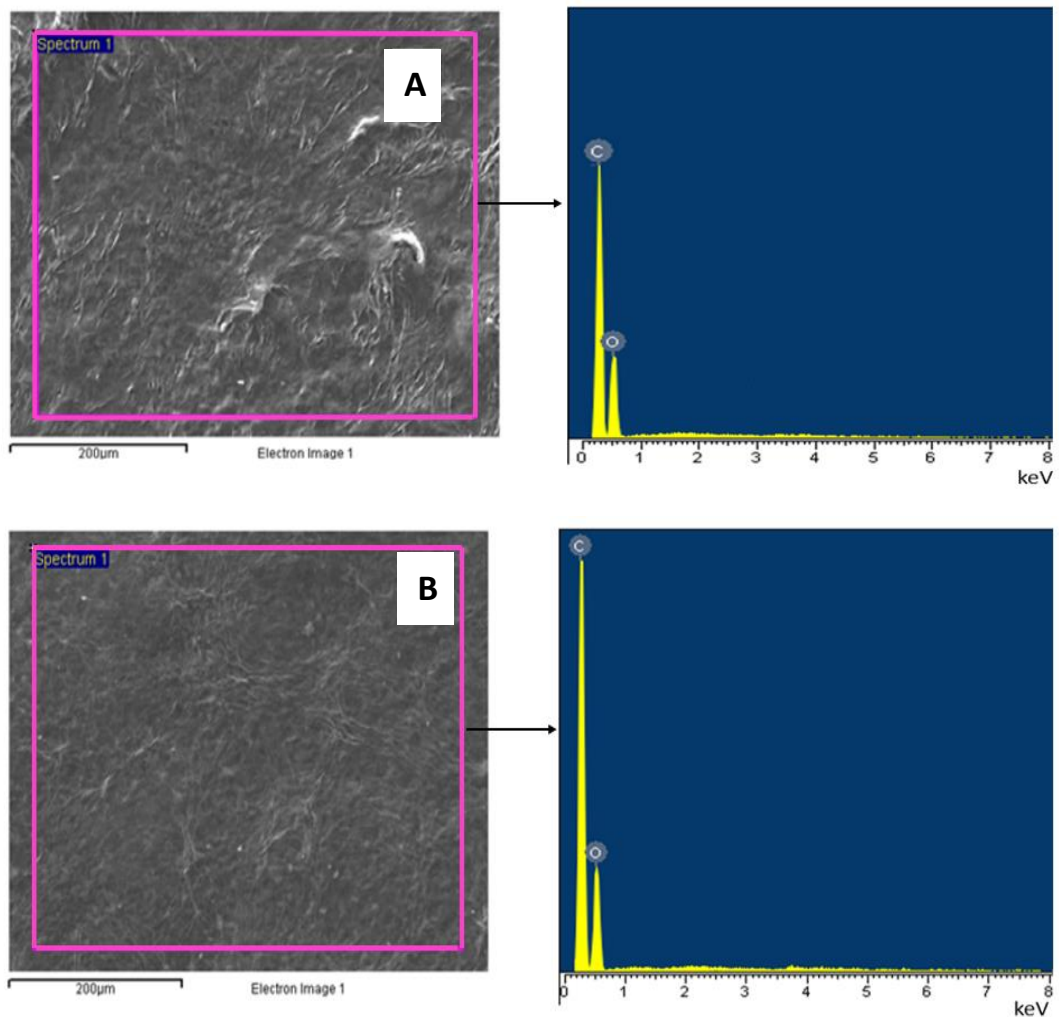 Spectrum 1
A
C
O
0 1 2 3 4 5 6 7 8
keV
200µm
Electron Image 1
Spectrum 1
B
C
O
0 1 2 3 4 5 6 7 8
keV
200µm
Electron Image 1